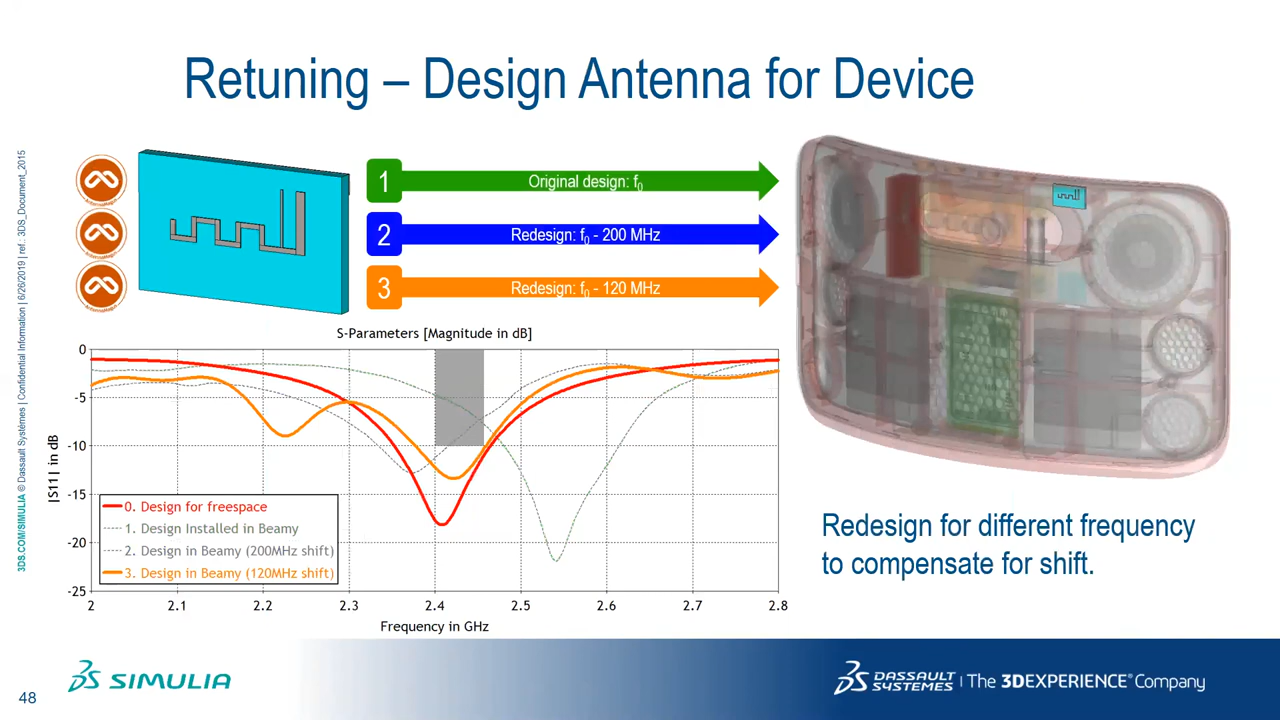 Retuning – Design Antenna for Device
3DS.COM/SIMULIA © Dassault Systèmes | Confidential Information | 6/26/2019 | ref.: 3DS_Document_2015
1
Original design: f0
2
Redesign: f0 - 200 MHz
3
Redesign: f0 - 120 MHz
S-Parameters [Magnitude in dB]
0
-5
-10
-15
-20
-25
|S11| in dB
0. Design for freespace
1. Design Installed in Beamy
2. Design in Beamy (200MHz shift)
3. Design in Beamy (120MHz shift)
2 2.1 2.2 2.3 2.4 2.5 2.6 2.7 2.8
Frequency in GHz
Redesign for different frequency
to compensate for shift.
48
SIMULIA
DASSAULT
SYSTEMES
The 3DEXPERIENCE® Company